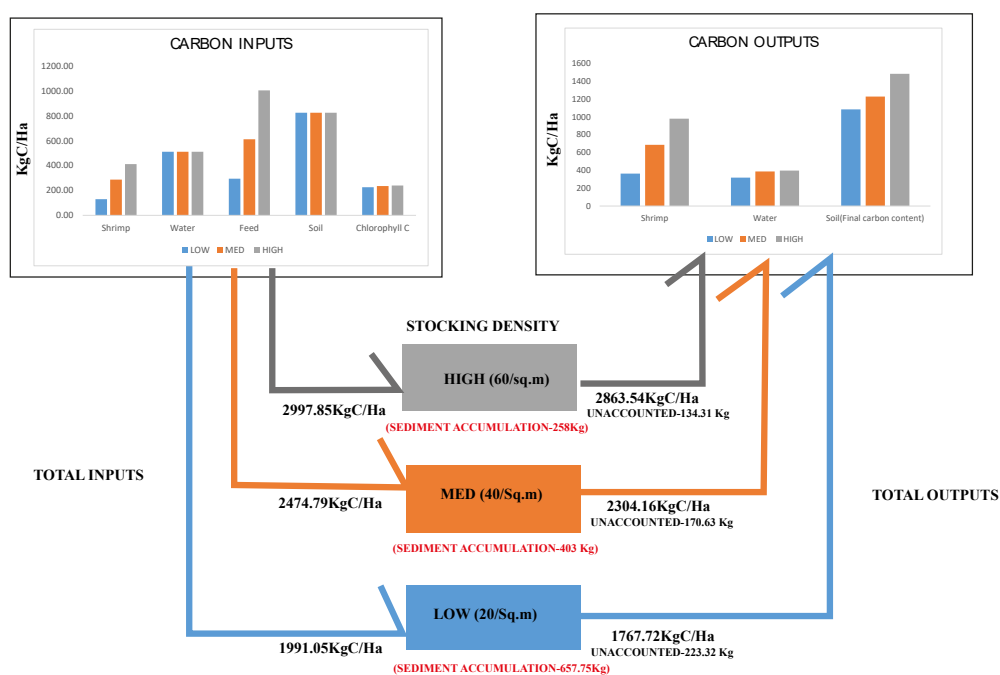 CARBON INPUTS
KgC/Ha
1200.00
1000.00
800.00
600.00
400.00
200.00
0.00
Shrimp Water Feed Soil Chlorophyll C
LOW MED HIGH
CARBON OUTPUTS
KgC/Ha
1600
1400
1200
1000
800
600
400
200
0
Shrimp Water Soil(Final carbon content)
LOW MED HIGH
STOCKING DENSITY
HIGH (60/sq.m)
2997.85KgC/Ha
2863.54KgC/Ha
UNACCOUNTED-134.31 Kg
(SEDIMENT ACCUMULATION-258Kg)
TOTAL INPUTS
MED (40/Sq.m)
TOTAL OUTPUTS
2474.79KgC/Ha
2304.16KgC/Ha
UNACCOUNTED-170.63 Kg
(SEDIMENT ACCUMULATION-403 Kg)
LOW (20/Sq.m)
1991.05KgC/Ha
1767.72KgC/Ha
UNACCOUNTED-223.32 Kg
(SEDIMENT ACCUMULATION-657.75Kg)